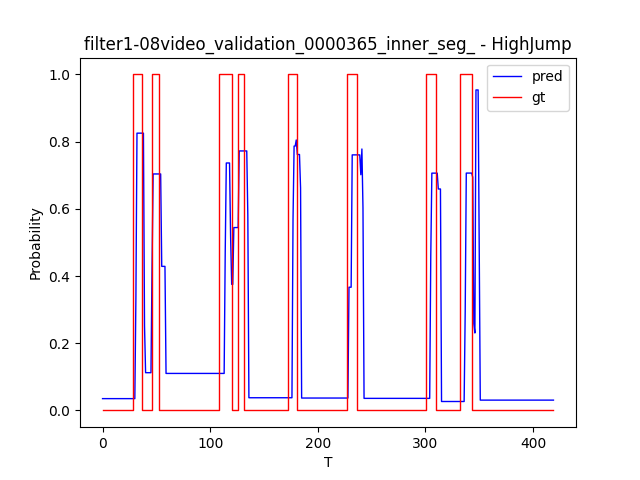 filter1-08video_validation_0000365_inner_seg_ - HighJump
1.0
0.8
0.6
0.4
0.2
0.0
Probability
0
100
200
300
400
T
pred
gt